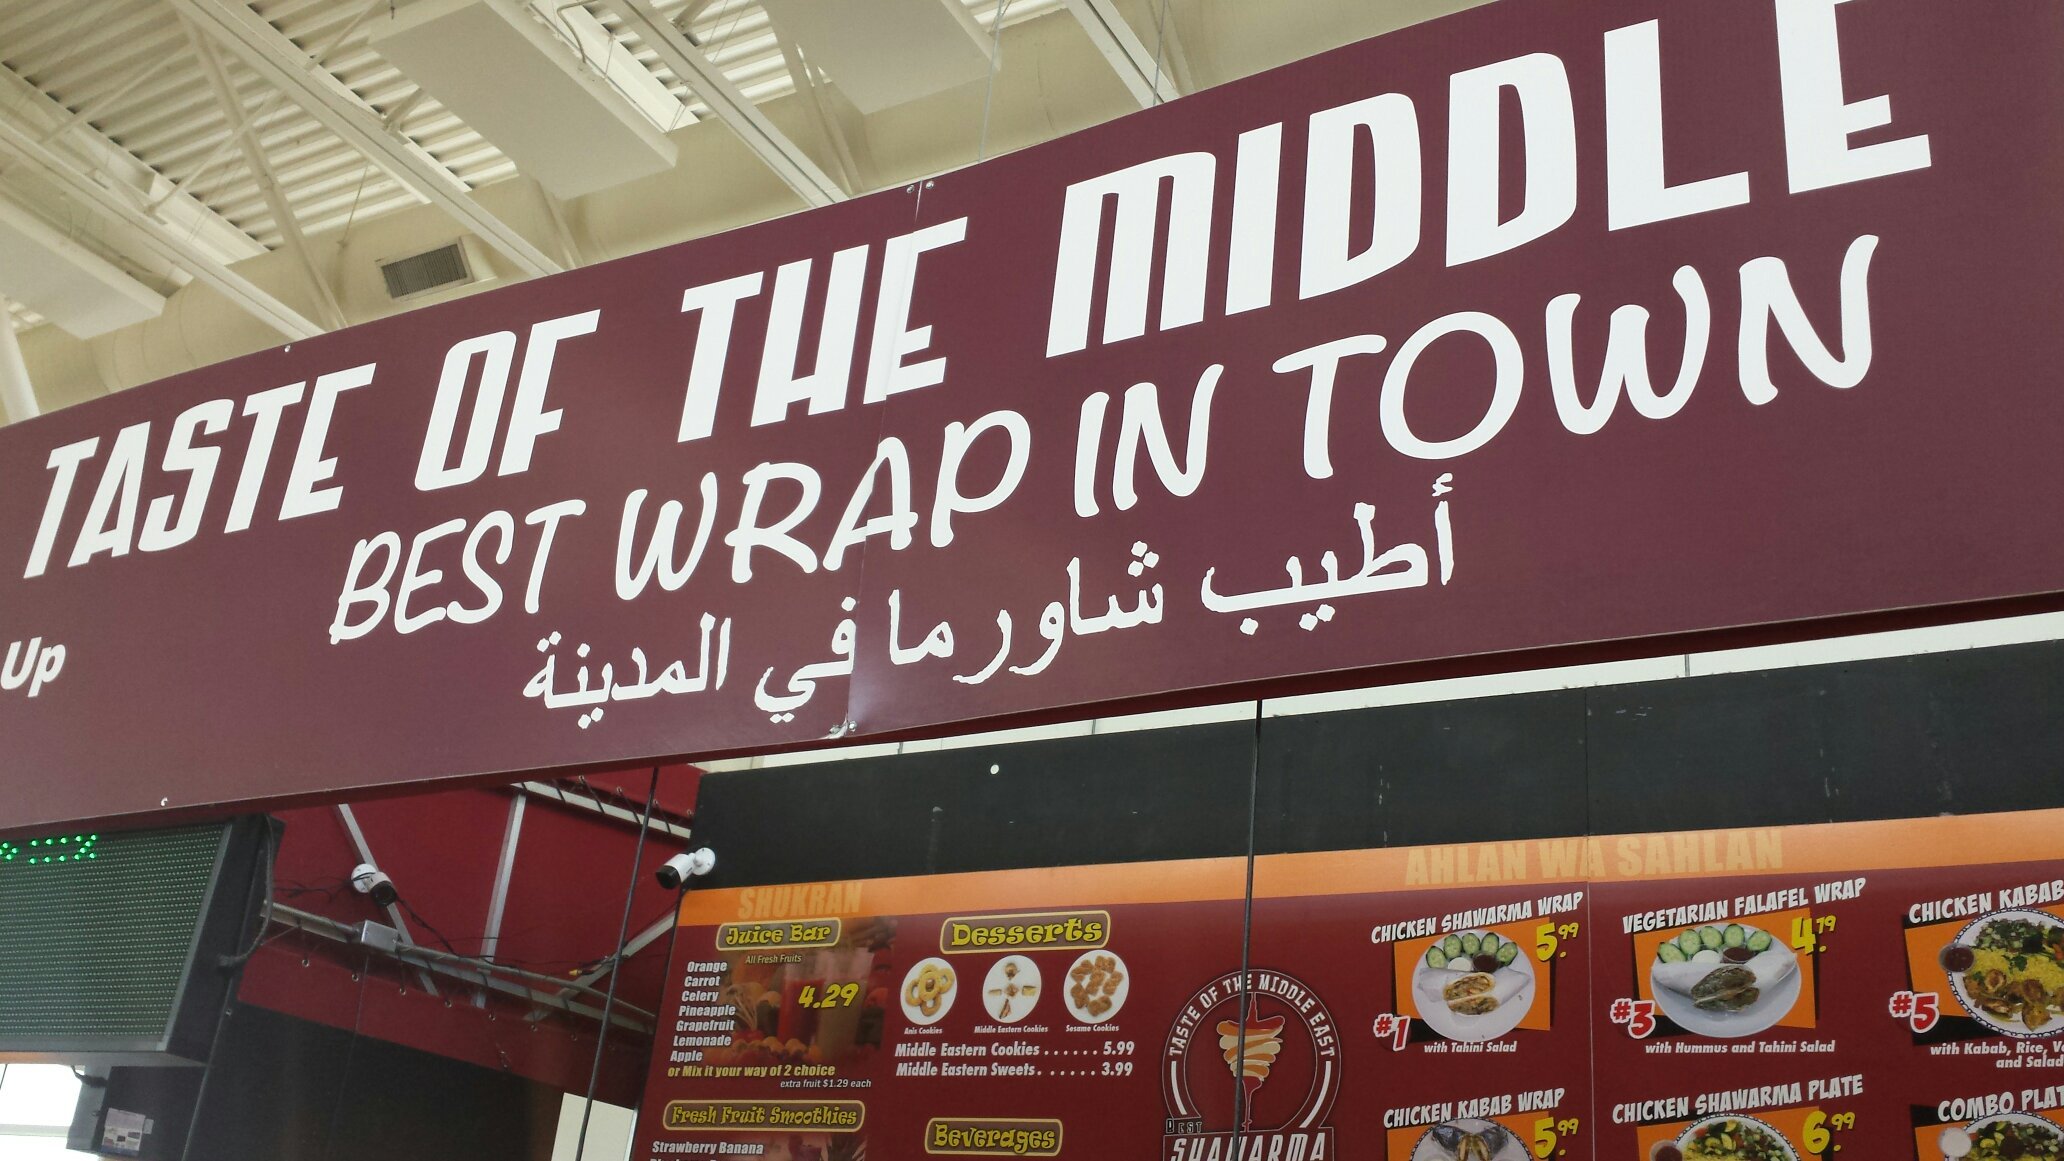 TASTE OF THE MIDDLE
BEST WRAP IN TOWN
أطيب شاورما في المدينة
Up
SHUKRAN
Juice Bar
All Fresh Fruits
Orange
Carrot
Celery
Pineapple
Grapefruit
Lemonade
Apple
4.29
or Mix it your way of 2 choice
extra fruit $1.29 each
Fresh Fruit Smoothies
Strawberry Banana
Desserts
Anis Cookies
Middle Eastern Cookies
Sesame Cookies
Middle Eastern Cookies ...... 5.99
Middle Eastern Sweets. ..... 3.99
Beverages
TASTE OF THE MIDDLE EAST
BEST
SHAWARMA
AHLAN WA SAHLAN
CHICKEN SHAWARMA WRAP
5.99
#1
with Tahini Salad
VEGETARIAN FALAFEL WRAP
4.79
#3
with Hummus and Tahini Salad
CHICKEN KABAB
#5
with Kabab, Rice,
and Salad
CHICKEN KABAB WRAP
5.99
CHICKEN SHAWARMA PLATE
6.99
COMBO